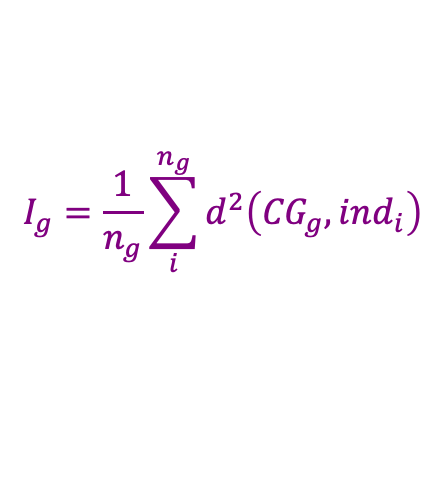 I_g = \frac{1}{n_g} \sum_{i}^{n_g} d^2(CG_g, ind_i)